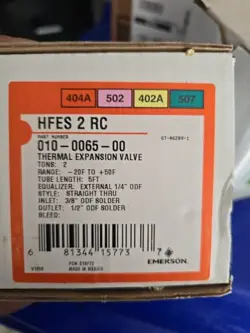 404A 502 402A 507
HFES 2 RC
PART NUMBER
010-0065-00
THERMAL EXPANSION VALVE
TONS: 2
RANGE: -20F TO +50F
TUBE LENGTH: 5FT
EQUALIZER: EXTERNAL 1/4" ODF
STYLE: STRAIGHT THRU
INLET: 3/8" ODF SOLDER
OUTLET: 1/2" ODF SOLDER
BLEED:
6 81344 15773 7
EMERSON
MADE IN MEXICO